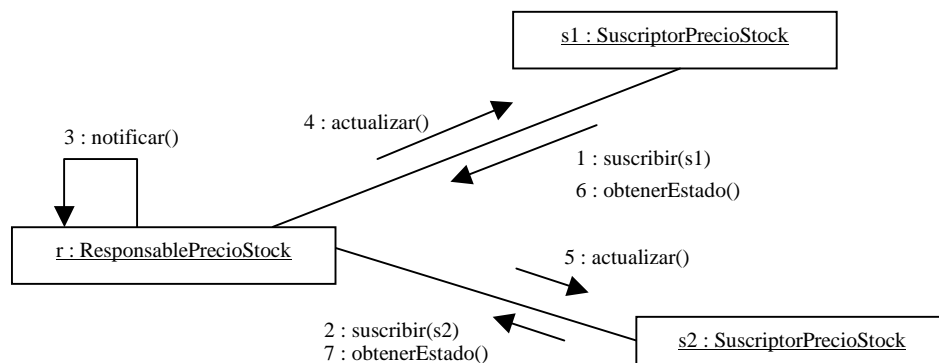 s1 : SuscriptorPrecioStock
4 : actualizar()
3 : notificar()
1 : suscribir(s1)
6 : obtenerEstado()
r : ResponsablePrecioStock
5 : actualizar()
2 : suscribir(s2)
7 : obtenerEstado()
s2 : SuscriptorPrecioStock